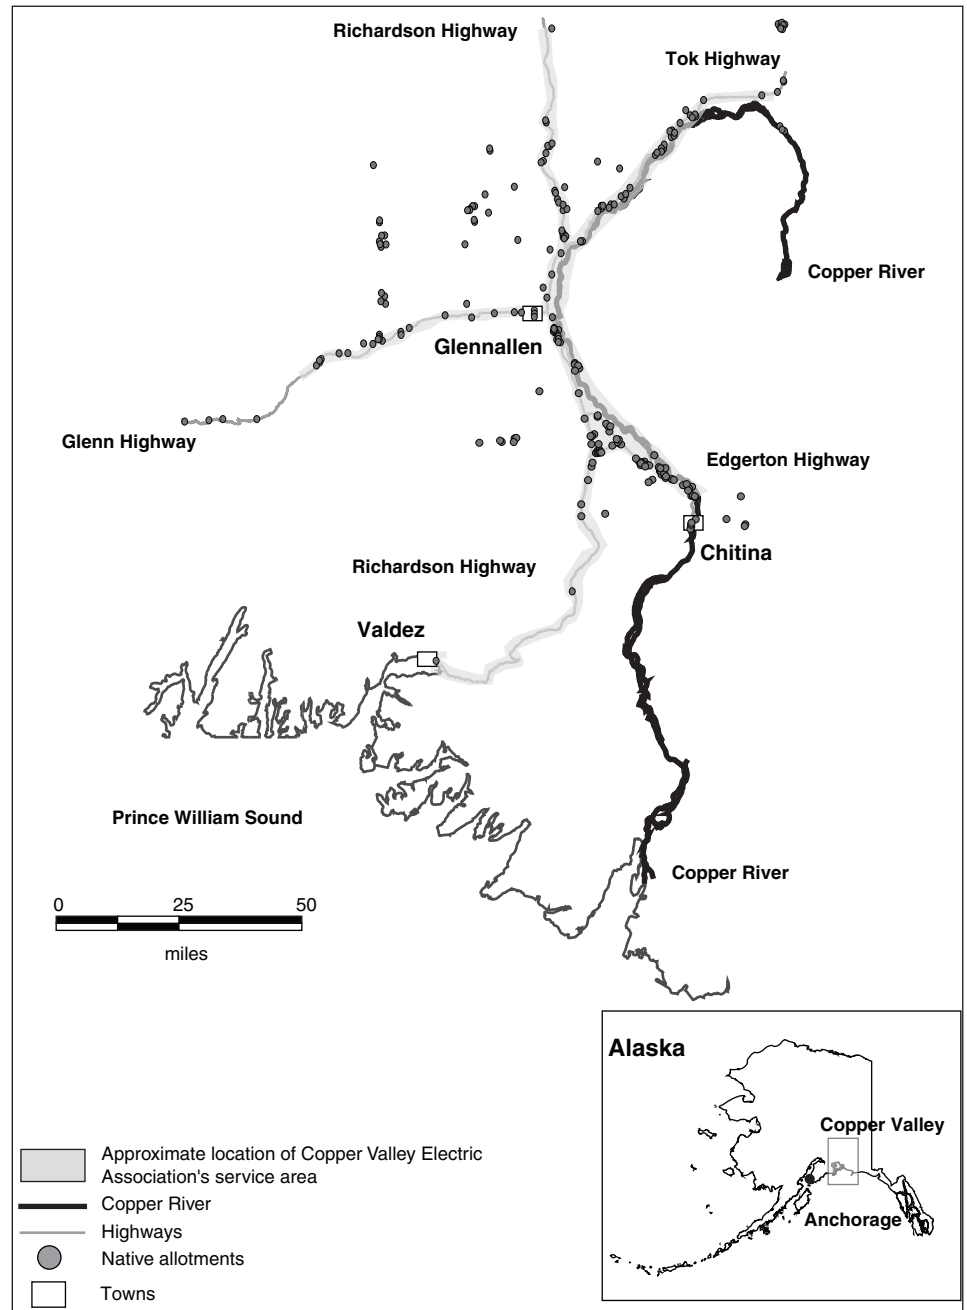 Richardson Highway
Tok Highway
Copper River
Glennallen
Glenn Highway
Edgerton Highway
Chitina
Richardson Highway
Valdez
Prince William Sound
Copper River
0 25 50
miles
Alaska
Copper Valley
Anchorage
Approximate location of Copper Valley Electric
Association's service area
Copper River
Highways
Native allotments
Towns